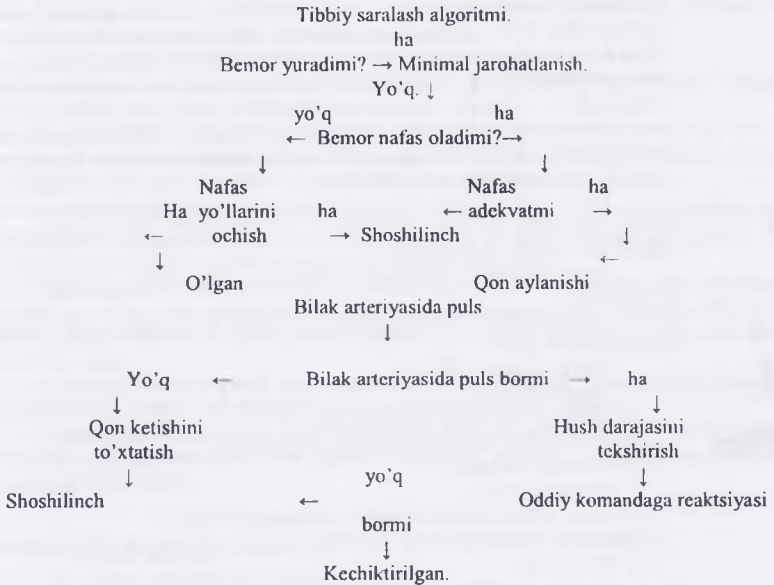 Tibbiy saralash algoritmi.
ha
Bemor yuradimi? → Minimal jarohatlanish.
Yo'q. ↓
yo'q ha
← Bemor nafas oladimi?→
↓ ↓
Nafas Nafas ha
Ha yo'llarini ha ← adekvatmi →
← ochish → Shoshilinch ↓
↓ ←
O'lgan Qon aylanishi
Bilak arteriyasida puls
↓
Yo'q ← Bilak arteriyasida puls bormi → ha
↓ ↓
Qon ketishini Hush darajasini
to'xtatish tekshirish
↓ yo'q ↓
Shoshilinch ← Oddiy komandaga reaktsiyasi
bormi
↓
Kechiktirilgan.